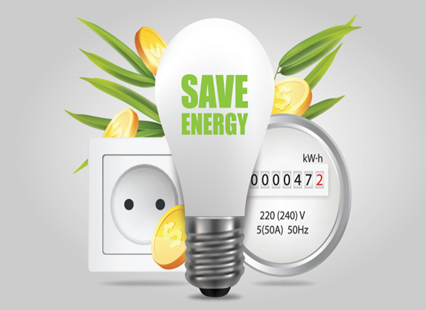 SAVE
ENERGY
kW·h
0000472
220 (240) V
5(50A) 50Hz